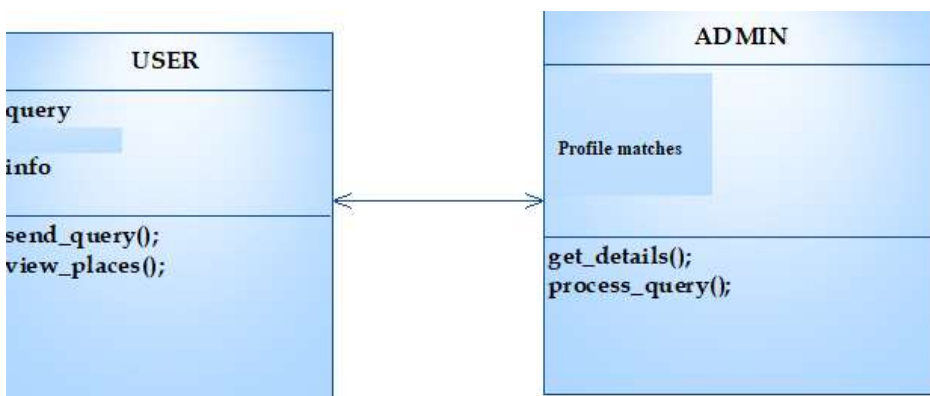 USER
query
info
send_query();
view_places();
ADMIN
Profile matches
get_details();
process_query();